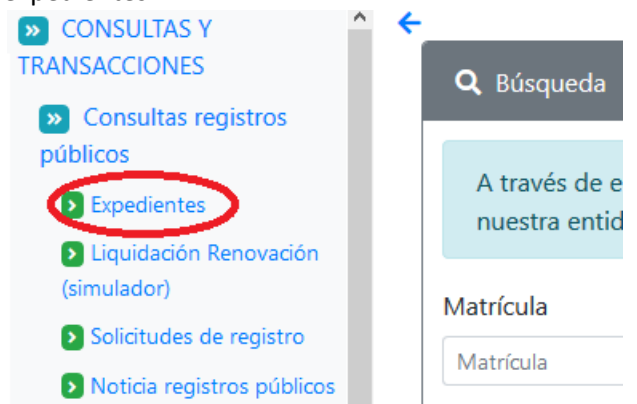 CONSULTAS Y
TRANSACCIONES
Consultas registros
públicos
Expedientes
Liquidación Renovación
(simulador)
Solicitudes de registro
Noticia registros públicos
Búsqueda
A través de e
nuestra entid
Matrícula
Matrícula